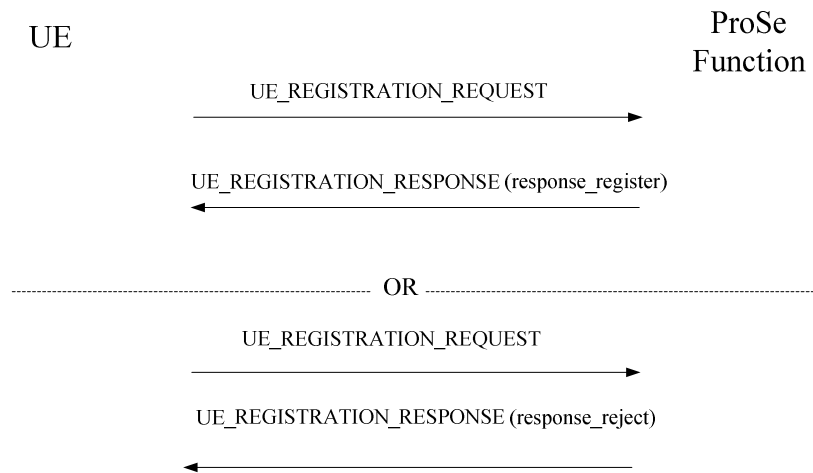 UE
ProSe
Function
UE_REGISTRATION_REQUEST
UE_REGISTRATION_RESPONSE (response_register)
OR
UE_REGISTRATION_REQUEST
UE_REGISTRATION_RESPONSE (response_reject)